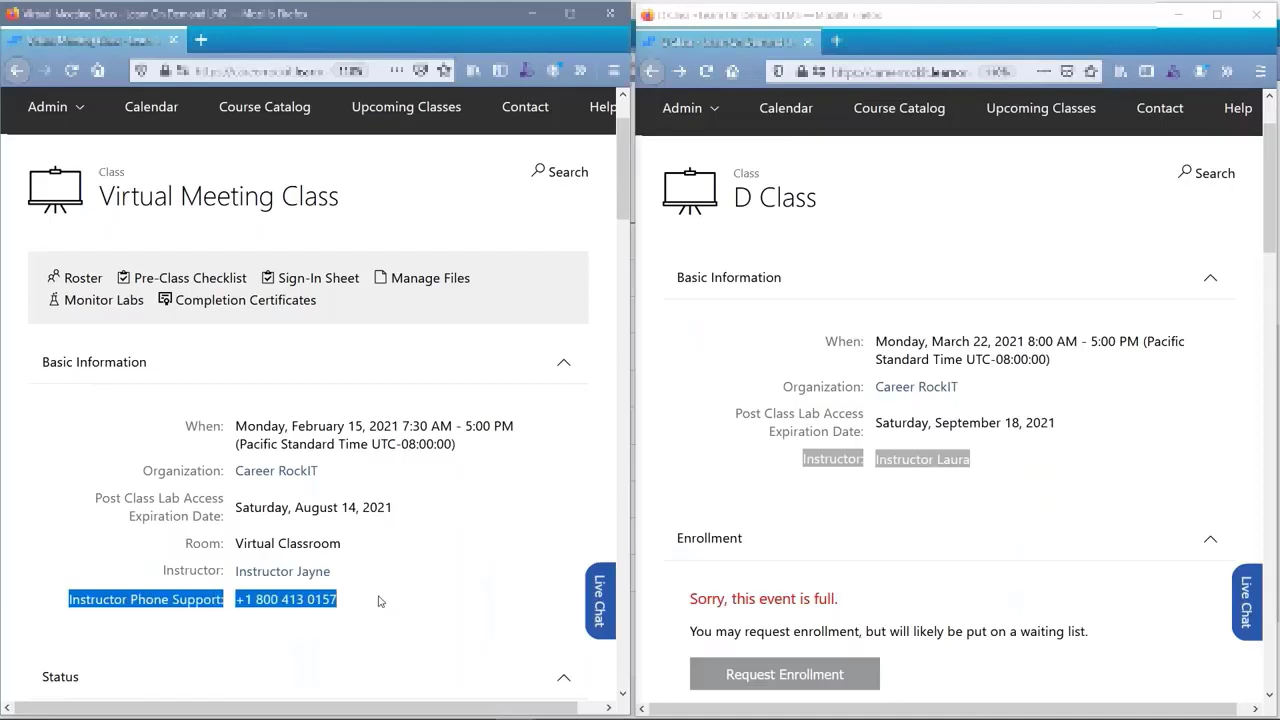 Admin
Calendar
Course Catalog
Upcoming Classes
Contact
Help
Class
Virtual Meeting Class
Search
Roster
Pre-Class Checklist
Sign-In Sheet
Manage Files
Monitor Labs
Completion Certificates
Basic Information
When: Monday, February 15, 2021 7:30 AM - 5:00 PM
(Pacific Standard Time UTC-08:00:00)
Organization: Career RockIT
Post Class Lab Access
Expiration Date: Saturday, August 14, 2021
Room: Virtual Classroom
Instructor: Instructor Jayne
Instructor Phone Support: +1 800 413 0157
Status
Live Chat
Admin
Calendar
Course Catalog
Upcoming Classes
Contact
Help
Class
D Class
Search
Basic Information
When: Monday, March 22, 2021 8:00 AM - 5:00 PM (Pacific
Standard Time UTC-08:00:00)
Organization: Career RockIT
Post Class Lab Access
Expiration Date: Saturday, September 18, 2021
Instructor: Instructor Laura
Enrollment
Sorry, this event is full.
You may request enrollment, but will likely be put on a waiting list.
Request Enrollment
Live Chat